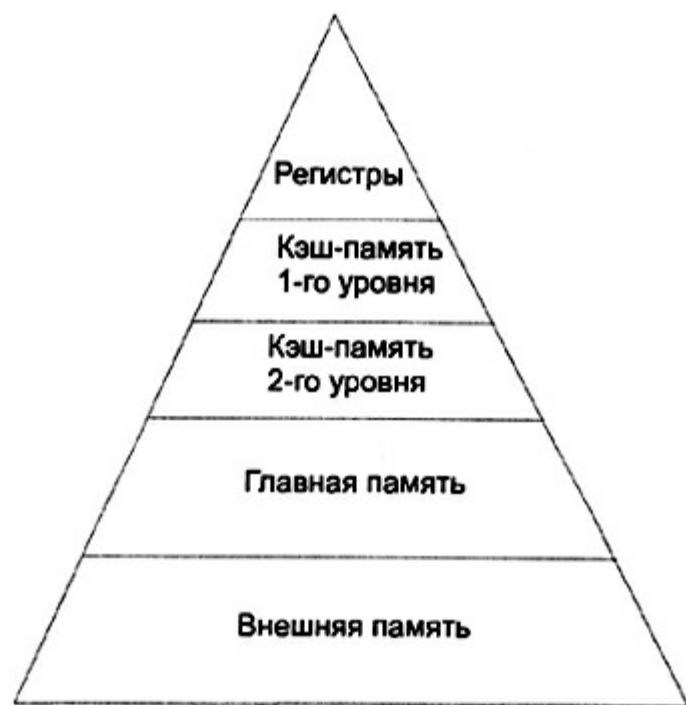 Регистры
Кэш-память
1-го уровня
Кэш-память
2-го уровня
Главная память
Внешняя память